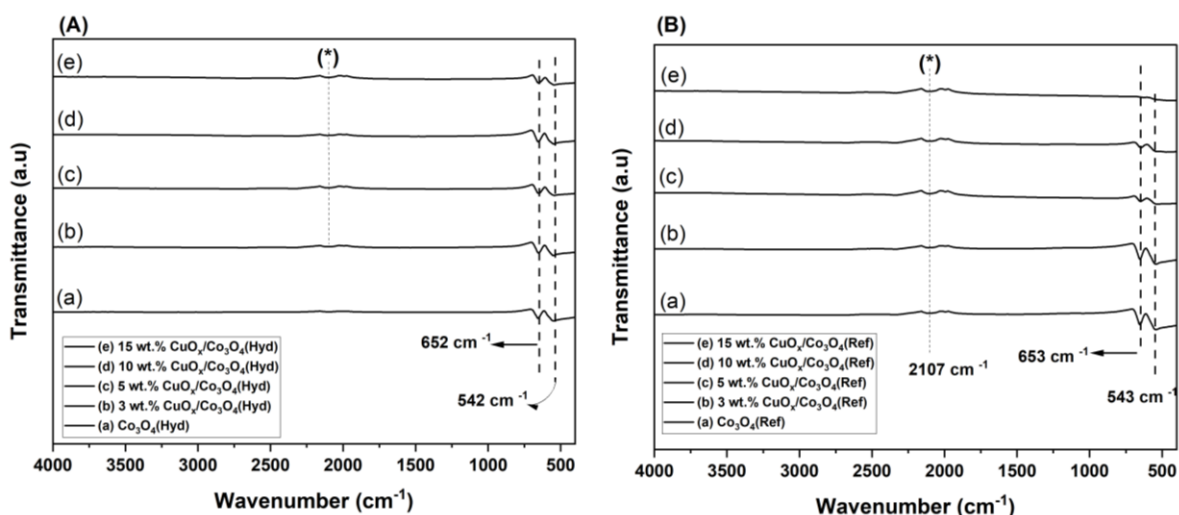 (A)
(*)
(e)
(d)
(c)
(b)
(a)
(e) 15 wt.% CuOₓ/Co₃O₄(Hyd)
(d) 10 wt.% CuOₓ/Co₃O₄(Hyd)
(c) 5 wt.% CuOₓ/Co₃O₄(Hyd)
(b) 3 wt.% CuOₓ/Co₃O₄(Hyd)
(a) Co₃O₄(Hyd)
652 cm ⁻¹
542 cm ⁻¹
Transmittance (a.u)
4000 3500 3000 2500 2000 1500 1000 500
Wavenumber (cm⁻¹)
(B)
(*)
(e)
(d)
(c)
(b)
(a)
(e) 15 wt.% CuOₓ/Co₃O₄(Ref)
(d) 10 wt.% CuOₓ/Co₃O₄(Ref)
(c) 5 wt.% CuOₓ/Co₃O₄(Ref)
(b) 3 wt.% CuOₓ/Co₃O₄(Ref)
(a) Co₃O₄(Ref)
2107 cm ⁻¹
653 cm ⁻¹
543 cm ⁻¹
Transmittance (a.u)
4000 3500 3000 2500 2000 1500 1000 500
Wavenumber (cm⁻¹)